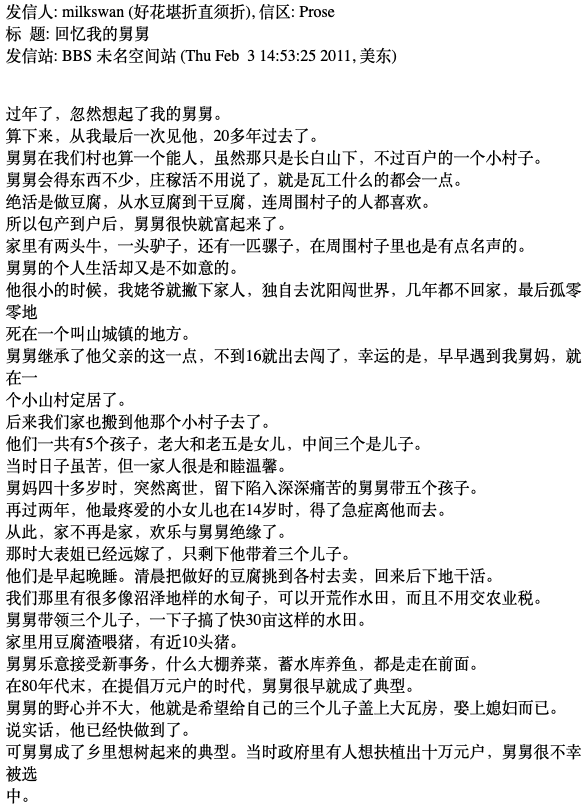 发信人: milkswan (好花堪折直须折), 信区: Prose
标  题: 回忆我的舅舅
发信站: BBS 未名空间站 (Thu Feb  3 14:53:25 2011, 美东)
过年了，忽然想起了我的舅舅。
算下来，从我最后一次见他，20多年过去了。
舅舅在我们村也算一个能人，虽然那只是长白山下，不过百户的一个小村子。
舅舅会得东西不少，庄稼活不用说了，就是瓦工什么的都会一点。
绝活是做豆腐，从水豆腐到干豆腐，连周围村子的人都喜欢。
所以包产到户后，舅舅很快就富起来了。
家里有两头牛，一头驴子，还有一匹骡子，在周围村子里也是有点名声的。
舅舅的个人生活却又是不如意的。
他很小的时候，我姥爷就撇下家人，独自去沈阳闯世界，几年都不回家，最后孤零
零地
死在一个叫山城镇的地方。
舅舅继承了他父亲的这一点，不到16就出去闯了，幸运的是，早早遇到我舅妈，就
在一
个小山村定居了。
后来我们家也搬到他那个小村子去了。
他们一共有5个孩子，老大和老五是女儿，中间三个是儿子。
当时日子虽苦，但一家人很是和睦温馨。
舅妈四十多岁时，突然离世，留下陷入深深痛苦的舅舅带五个孩子。
再过两年，他最疼爱的小女儿也在14岁时，得了急症离他而去。
从此，家不再是家，欢乐与舅舅绝缘了。
那时大表姐已经远嫁了，只剩下他带着三个儿子。
他们是早起晚睡。清晨把做好的豆腐挑到各村去卖，回来后下地干活。
我们那里有很多像沼泽地样的水甸子，可以开荒作水田，而且不用交农业税。
舅舅带领三个儿子，一下子搞了快30亩这样的水田。
家里用豆腐渣喂猪，有近10头猪。
舅舅乐意接受新事务，什么大棚养菜，蓄水库养鱼，都是走在前面。
在80年代末，在提倡万元户的时代，舅舅很早就成了典型。
舅舅的野心并不大，他就是希望给自己的三个儿子盖上大瓦房，娶上媳妇而已。
说实话，他已经快做到了。
可舅舅成了乡里想树起来的典型。当时政府里有人想扶植出十万元户，舅舅很不幸
被选
中。